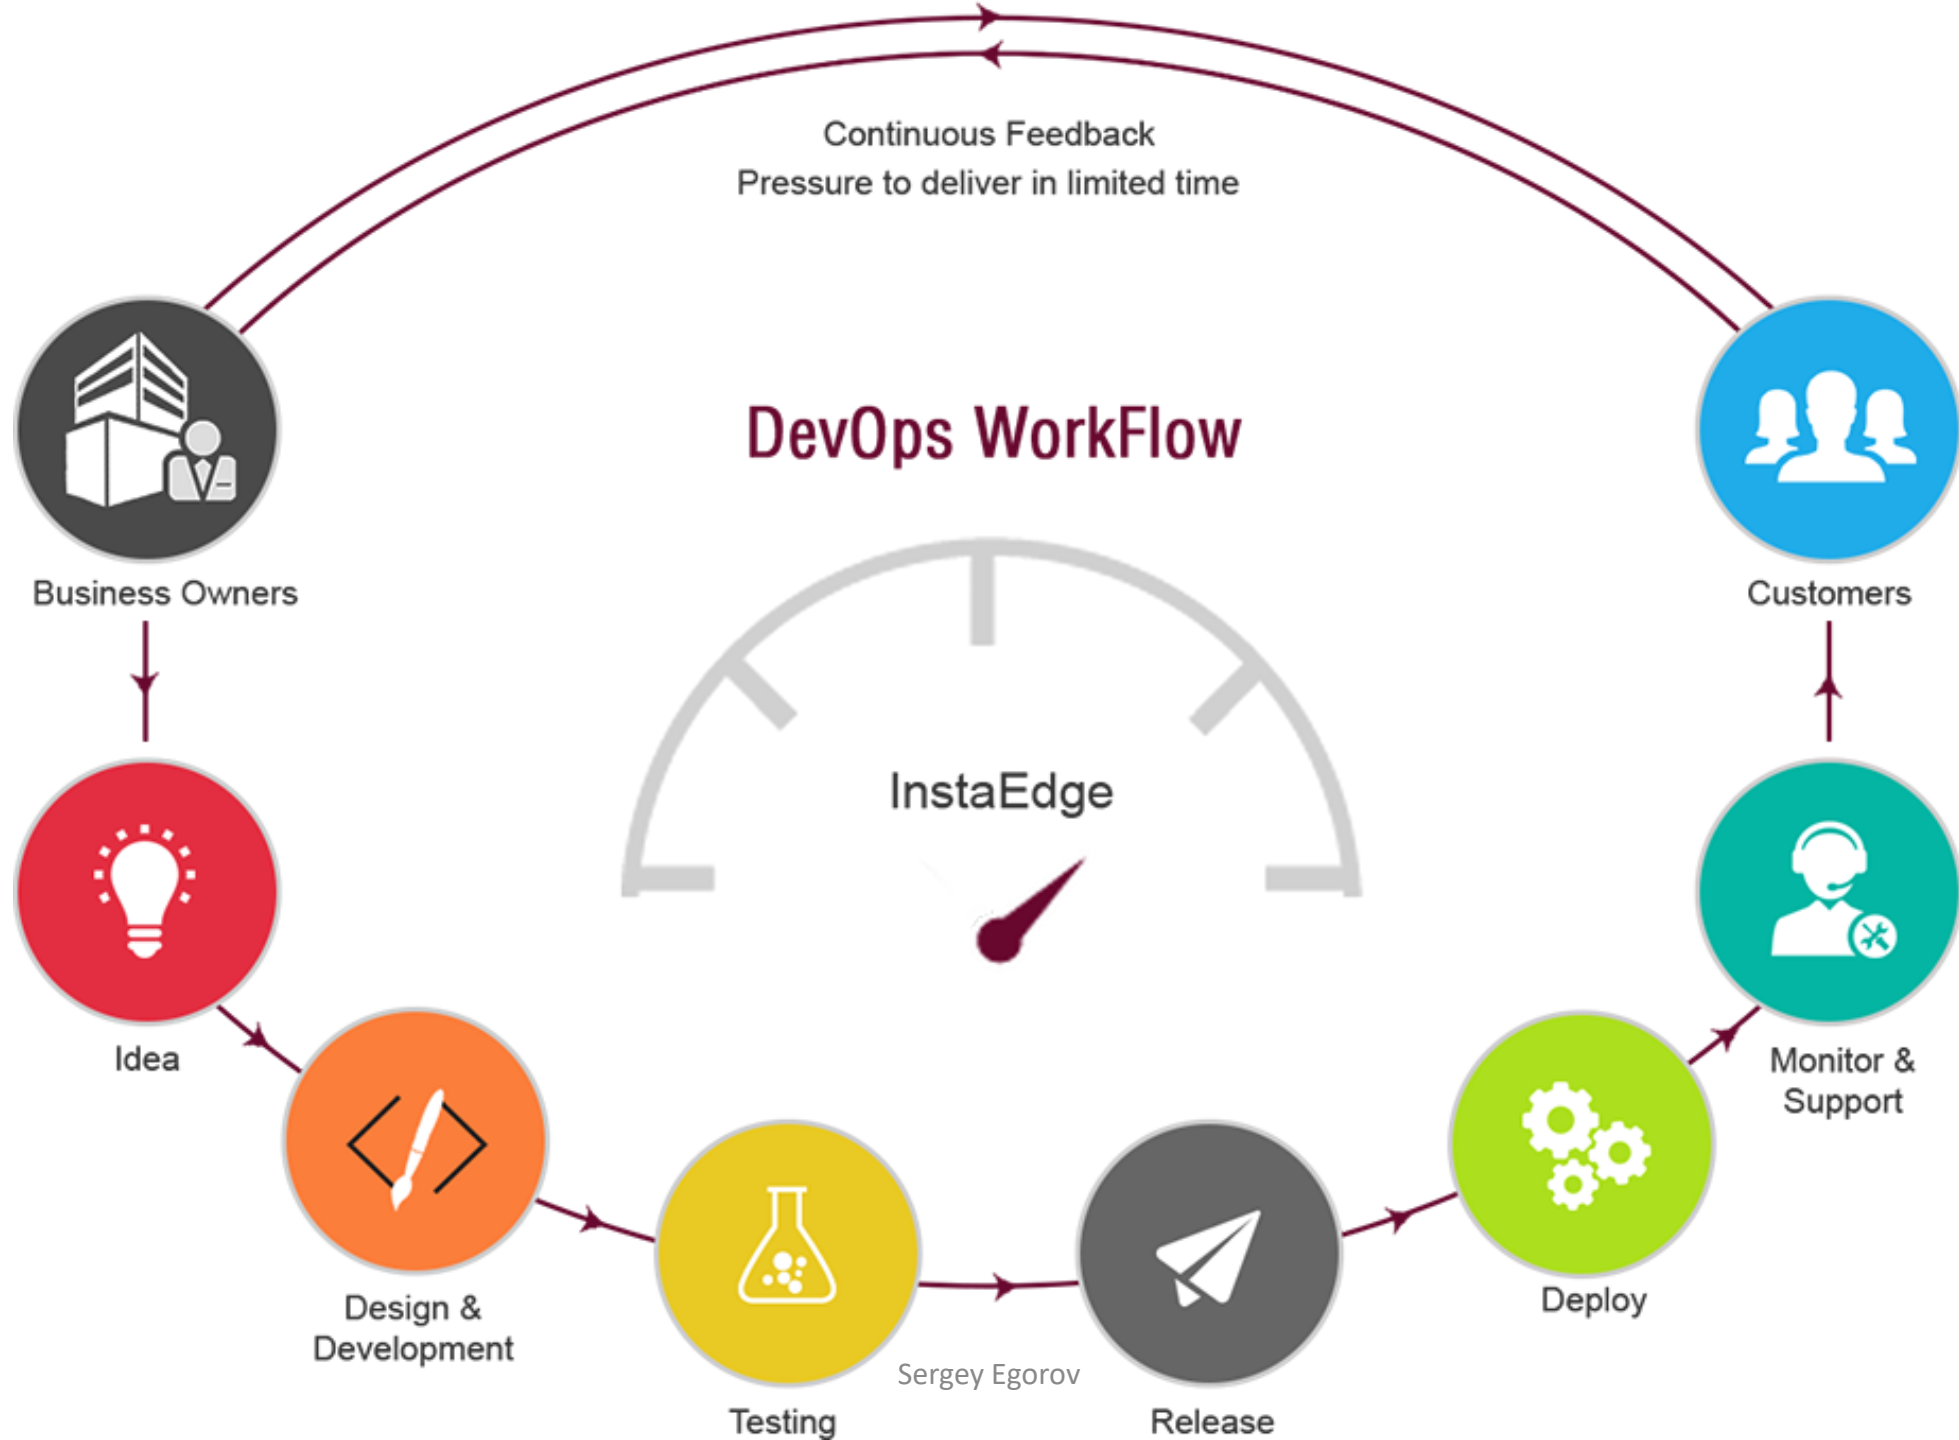 Continuous Feedback
Pressure to deliver in limited time
DevOps WorkFlow
Business Owners
Customers
InstaEdge
Idea
Monitor &
Support
Design &
Development
Deploy
Sergey Egorov
Testing
Release